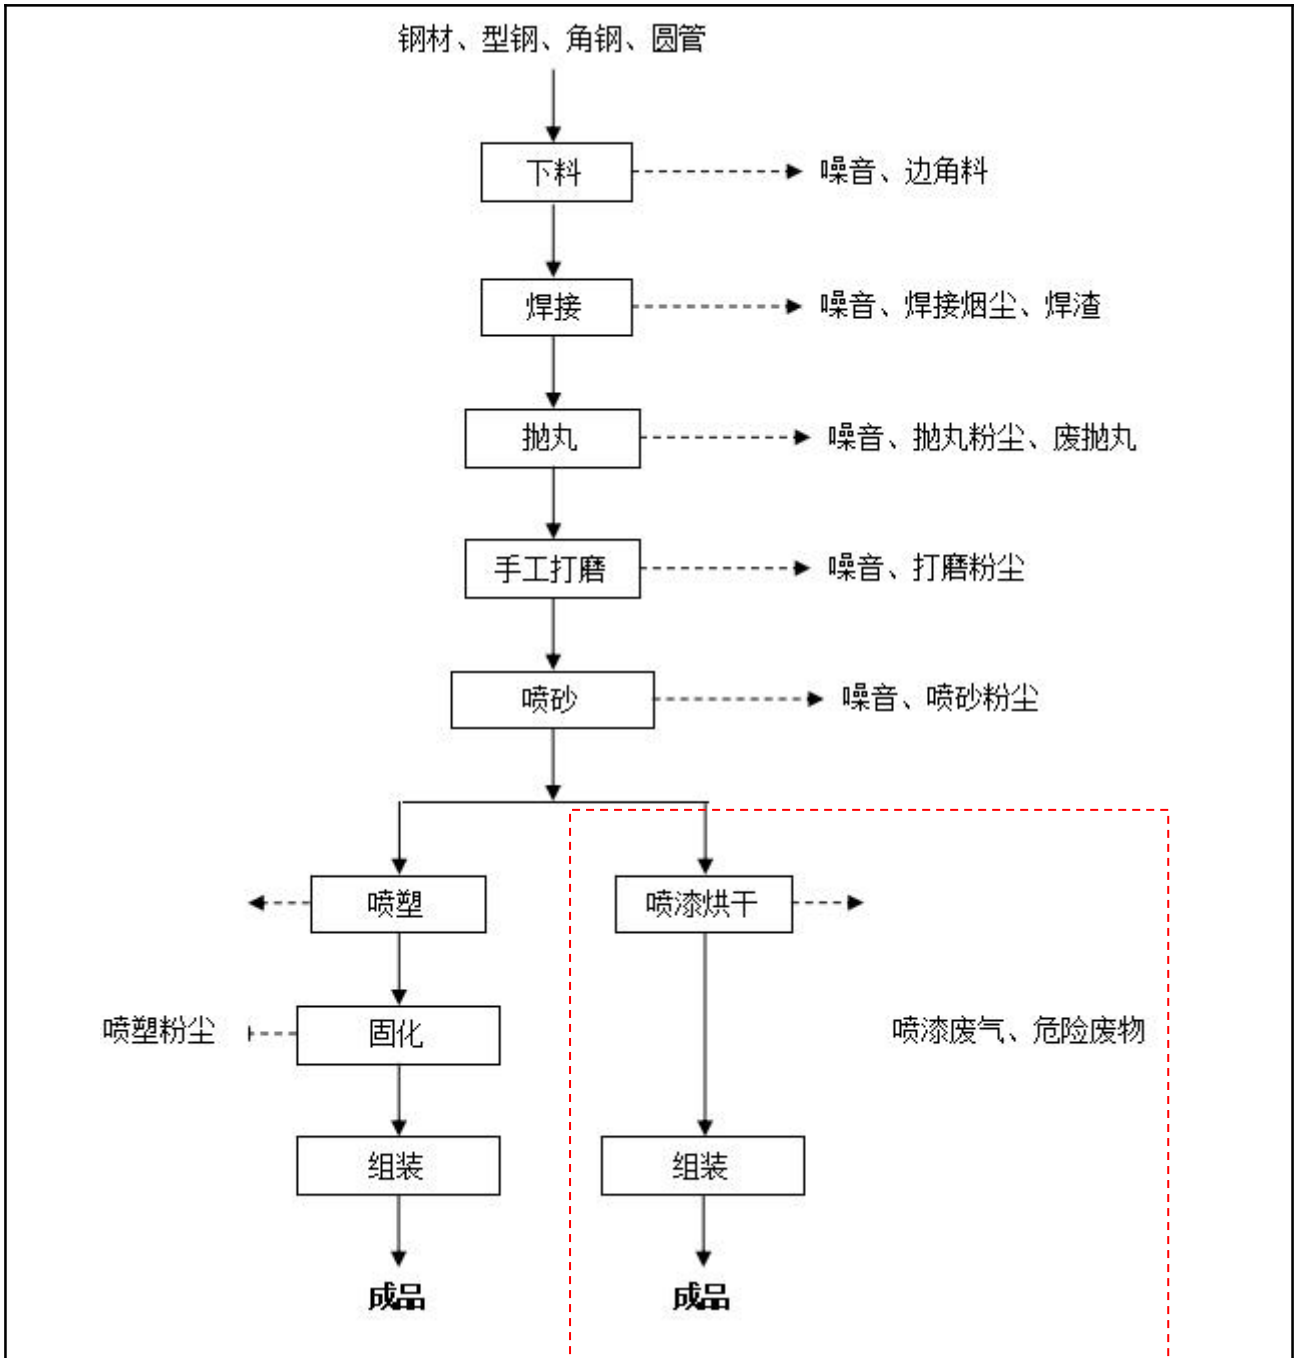 钢材、型钢、角钢、圆管
下料
噪音、边角料
焊接
噪音、焊接烟尘、焊渣
抛丸
噪音、抛丸粉尘、废抛丸
手工打磨
噪音、打磨粉尘
喷砂
噪音、喷砂粉尘
喷塑
喷漆烘干
喷塑粉尘
固化
喷漆废气、危险废物
组装
组装
成品
成品